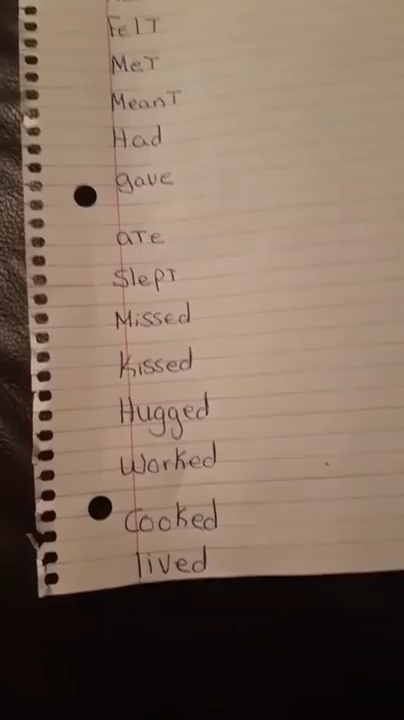 FelT
MeT
MeanT
Had
gave
aTe
SlepT
Missed
Kissed
Hugged
Worked
Cooked
lived